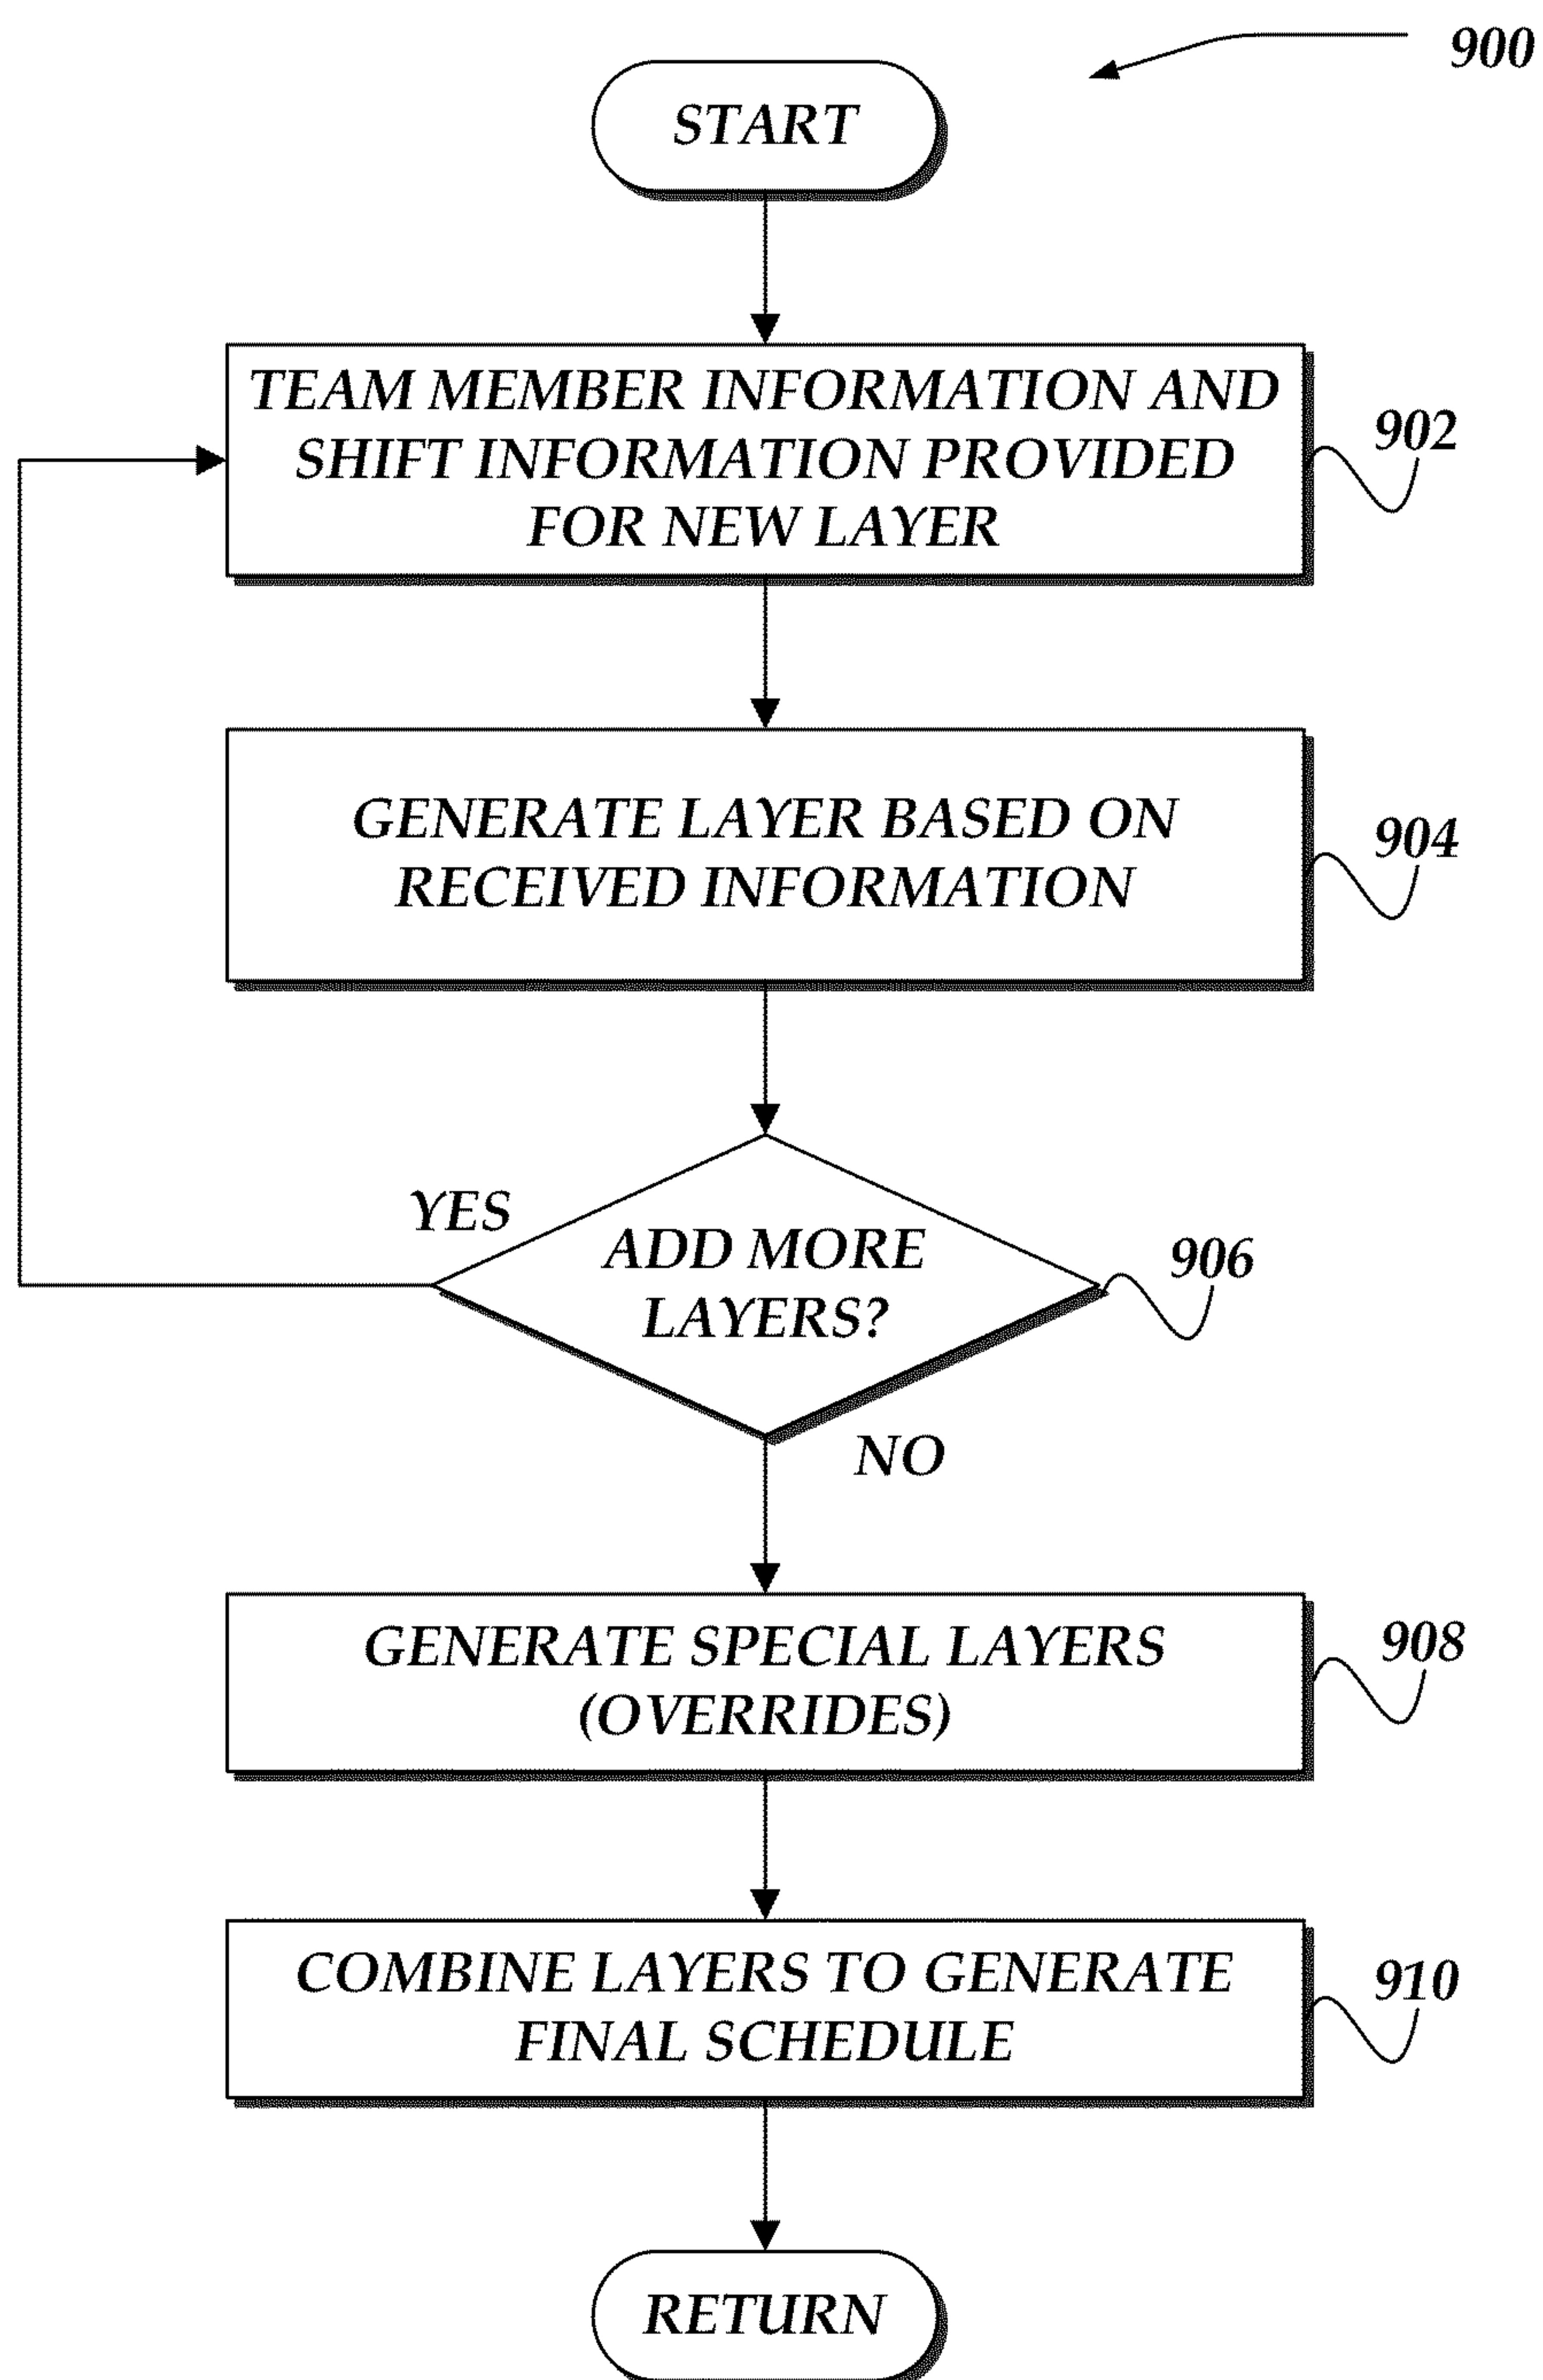 900
START
TEAM MEMBER INFORMATION AND
SHIFT INFORMATION PROVIDED
FOR NEW LAYER
902
GENERATE LAYER BASED ON
RECEIVED INFORMATION
904
YES
ADD MORE
LAYERS?
906
NO
GENERATE SPECIAL LAYERS
(OVERRIDES)
908
COMBINE LAYERS TO GENERATE
FINAL SCHEDULE
910
RETURN